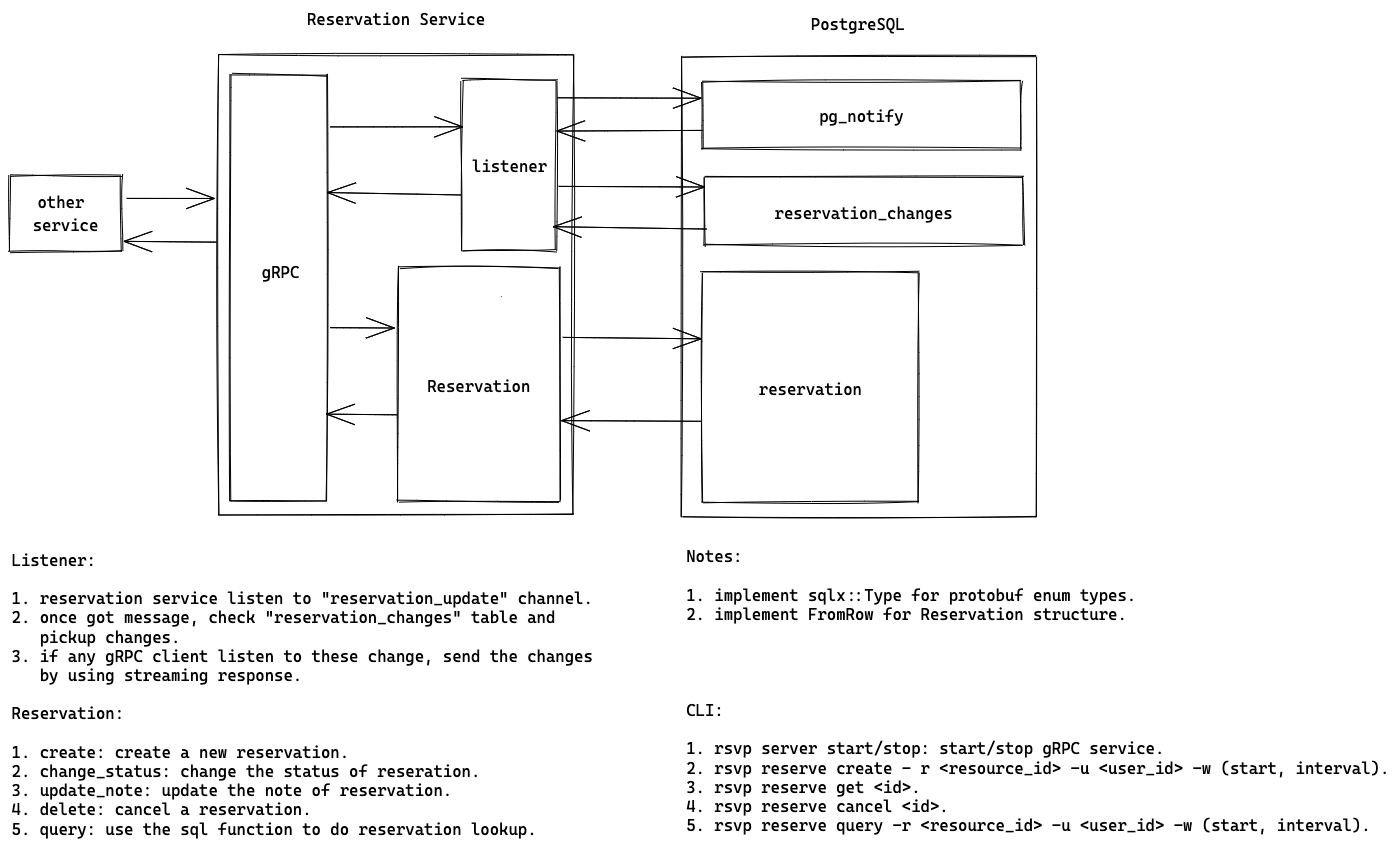 Reservation Service
PostgreSQL
other
service
gRPC
listener
Reservation
pg_notify
reservation_changes
reservation
Listener:
1. reservation service listen to "reservation_update" channel.
2. once got message, check "reservation_changes" table and
pickup changes.
3. if any gRPC client listen to these change, send the changes
by using streaming response.
Reservation:
1. create: create a new reservation.
2. change_status: change the status of reseration.
3. update_note: update the note of reservation.
4. delete: cancel a reservation.
5. query: use the sql function to do reservation lookup.
Notes:
1. implement sqlx::Type for protobuf enum types.
2. implement FromRow for Reservation structure.
CLI:
1. rsvp server start/stop: start/stop gRPC service.
2. rsvp reserve create - r <resource_id> -u <user_id> -w (start, interval).
3. rsvp reserve get <id>.
4. rsvp reserve cancel <id>.
5. rsvp reserve query -r <resource_id> -u <user_id> -w (start, interval).